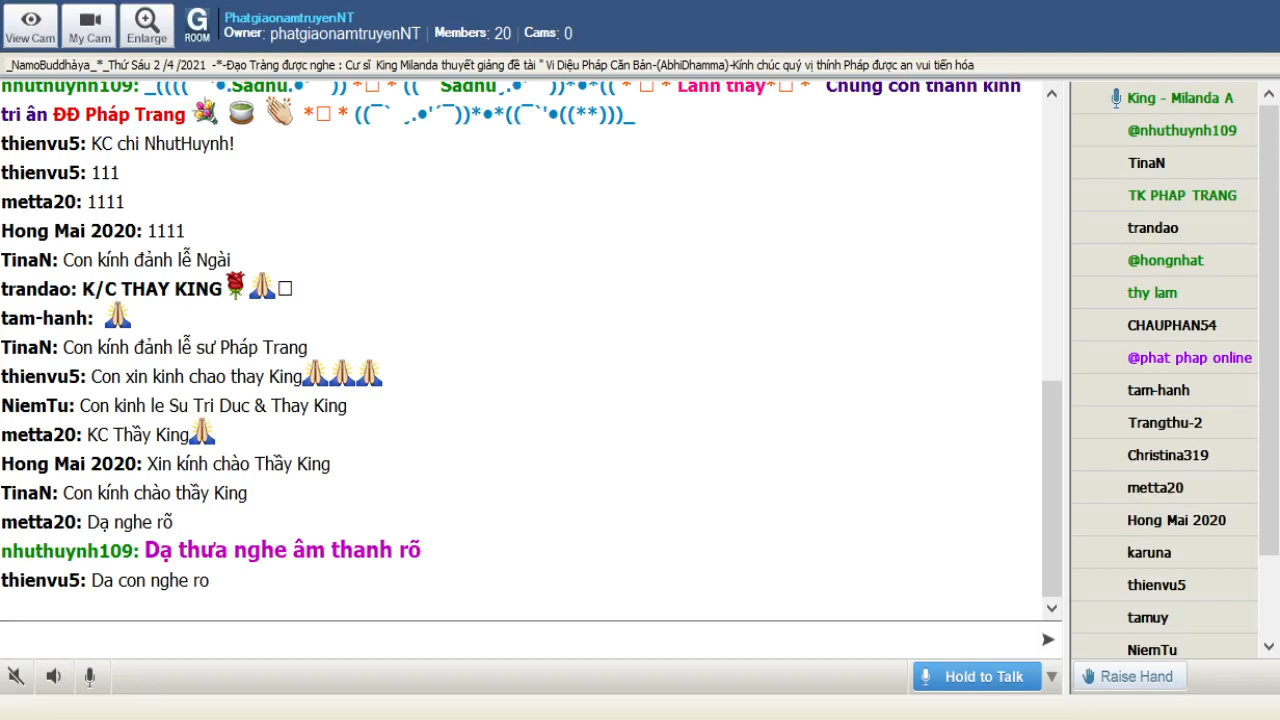 View Cam
My Cam
Enlarge
G ROOM
PhatgiaonamtruyenNT
Owner: phatgiaonamtruyenNT | Members: 20 | Cams: 0
_NamoBuddhàya_*_Thứ Sáu 2 /4 /2021 -*-Đạo Tràng được nghe : Cư sĩ King Milanda thuyết giảng đề tài " Vi Diệu Pháp Căn Bản-(AbhiDhamma)-Kính chúc quý vị thính Pháp được an vui tiến hóa
nhuthuynh109:
tri ân ĐĐ Pháp Trang
thienvu5: KC chi NhutHuynh!
thienvu5: 111
metta20: 1111
Hong Mai 2020: 1111
TinaN: Con kính đảnh lễ Ngài
trandao: K/C THAY KING🌹🙏□
tam-hanh: 🙏
TinaN: Con kính đảnh lễ sư Pháp Trang
thienvu5: Con xin kinh chao thay King🙏🙏🙏
NiemTu: Con kinh le Su Tri Duc & Thay King
metta20: KC Thầy King🙏
Hong Mai 2020: Xin kính chào Thầy King
TinaN: Con kính chào thầy King
metta20: Dạ nghe rõ
nhuthuynh109: Dạ thưa nghe âm thanh rõ
thienvu5: Da con nghe ro
King - Milanda A
@nhuthuynh109
TinaN
TK PHAP TRANG
trandao
@hongnhat
thy lam
CHAUPHAN54
@phat phap online
tam-hanh
Trangthu-2
Christina319
metta20
Hong Mai 2020
karuna
thienvu5
tamuy
NiemTu
Hold to Talk
Raise Hand